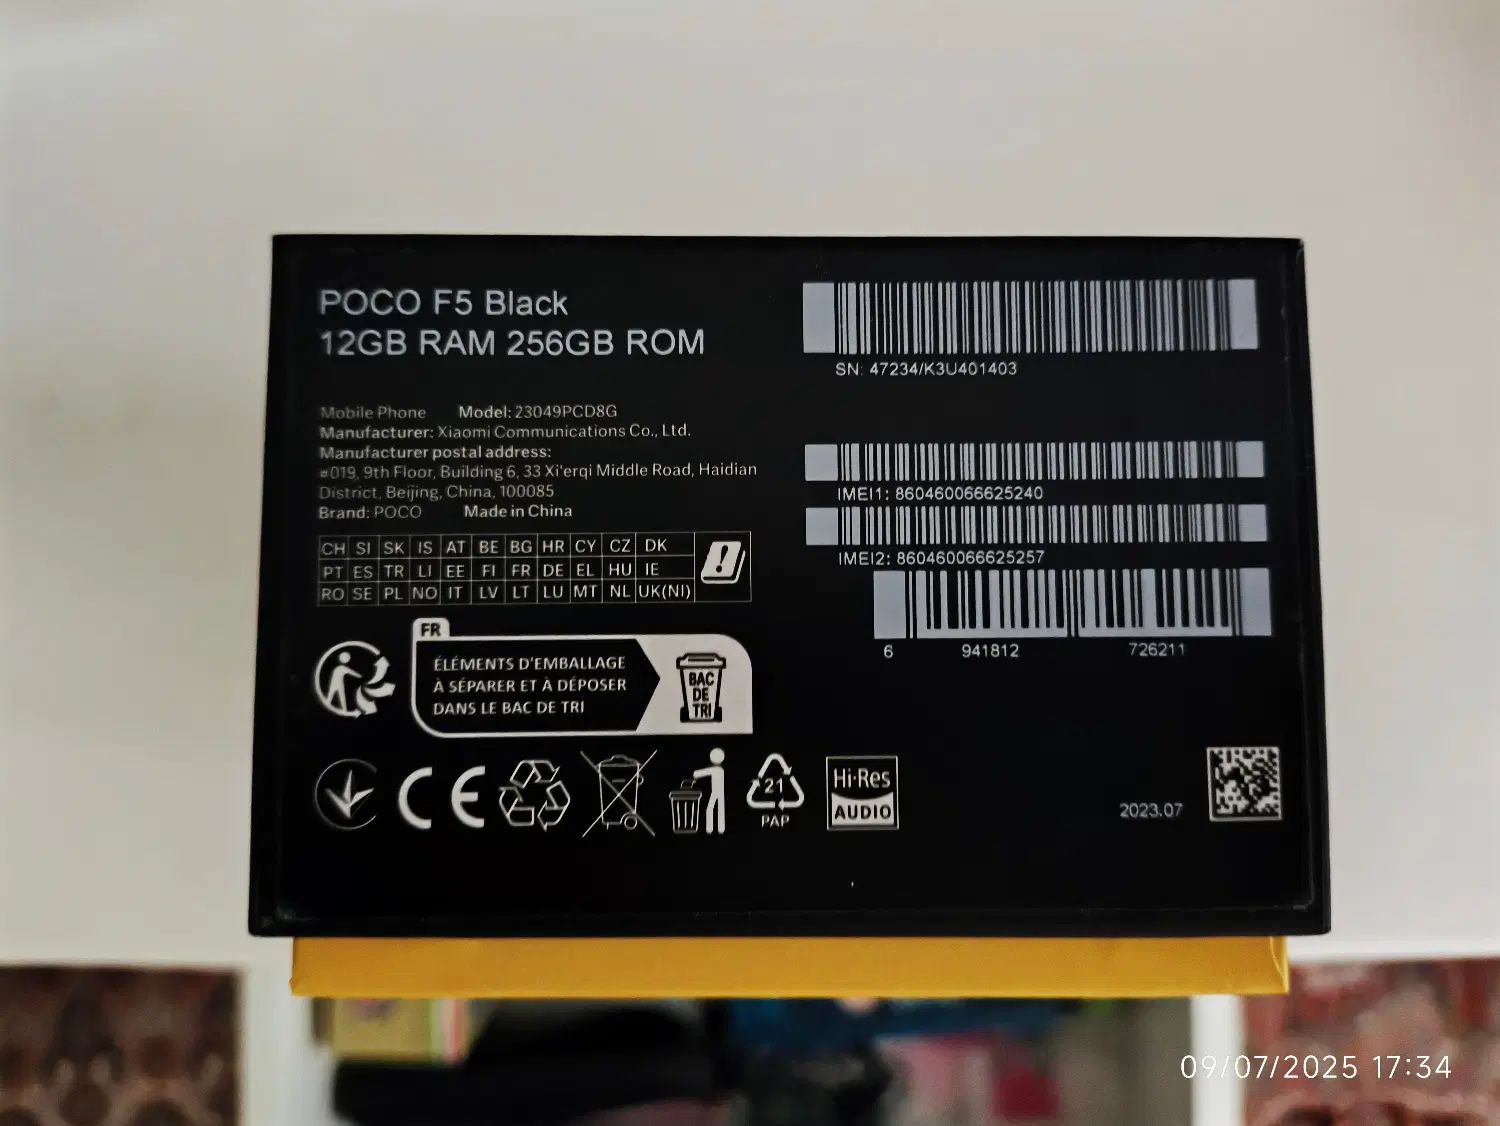 POCO F5 Black
12GB RAM 256GB ROM
Mobile Phone Model: 23049PCD8G
Manufacturer: Xiaomi Communications Co., Ltd.
Manufacturer postal address:
#019, 9th Floor, Building 6, 33 Xi'erqi Middle Road, Haidian
District, Beijing, China, 100085
Brand: POCO Made in China
CH SI SK IS AT BE BG HR CY CZ DK
PT ES TR LI EE FI FR DE EL HU IE
RO SE PL NO IT LV LT LU MT NL UK(NI)
FR
ÉLÉMENTS D'EMBALLAGE
À SÉPARER ET À DÉPOSER
DANS LE BAC DE TRI
BAC
DE
TRI
CE
21
PAP
Hi-Res
AUDIO
SN: 47234/K3U401403
IMEI1: 860460066625240
IMEI2: 860460066625257
6 941812 726211
2023.07
09/07/2025 17:34